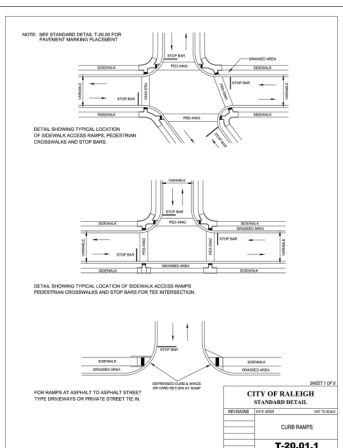 NOTE: SEE STANDARD DETAIL T-20.05 FOR
PAVEMENT MARKING PLACEMENT
STOP BAR
GRASSED AREA
SIDEWALK
PED-XING
SIDEWALK
VARIABLE
STOP BAR
PED-XING
PED-XING
STOP BAR
VARIABLE
SIDEWALK
PED-XING
SIDEWALK
STOP BAR
DETAIL SHOWING TYPICAL LOCATION
OF SIDEWALK ACCESS RAMPS, PEDESTRIAN
CROSSWALKS AND STOP BARS.
VARIABLE
STOP BAR
SIDEWALK
PED-XING
SIDEWALK
GRASSED AREA
GRASSED AREA
VARIABLE
STOP BAR
PED-XING
PED-XING
STOP BAR
VARIABLE
GRASSED AREA
SIDEWALK
SIDEWALK
DETAIL SHOWING TYPICAL LOCATION OF SIDEWALK ACCESS RAMPS
PEDESTRIAN CROSSWALKS AND STOP BARS FOR TEE INTERSECTION.
STOP BAR
SIDEWALK
SIDEWALK
GRASSED AREA
GRASSED AREA
DEPRESSED CURB & WINGS
OR HARD RETURN AT RAMP
FOR RAMPS AT ASPHALT TO ASPHALT STREET
TYPE DRIVEWAYS OR PRIVATE STREET TIE IN.
SHEET 1 OF 9
CITY OF RALEIGH
STANDARD DETAIL
REVISIONS
NOT TO SCALE
CURB RAMPS
T-20.01.1